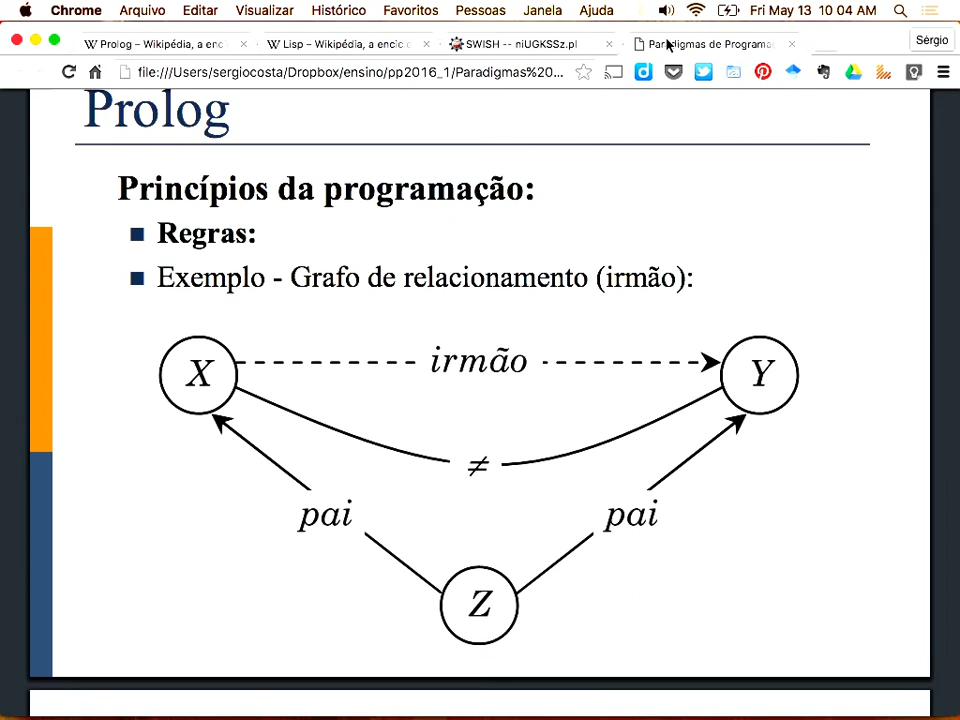 Chrome Arquivo Editar Visualizar Histórico Favoritos Pessoas Janela Ajuda Fri May 13 10:04 AM
Prolog – Wikipédia, a enc Lisp – Wikipédia, a encic SWISH -- niUGKSSz.pl Paradigmas de Programa Sérgio
file:///Users/sergiocosta/Dropbox/ensino/pp2016_1/Paradigmas%20...
Prolog
Princípios da programação:
Regras:
Exemplo - Grafo de relacionamento (irmão):
irmão
X Y
≠
pai pai
Z